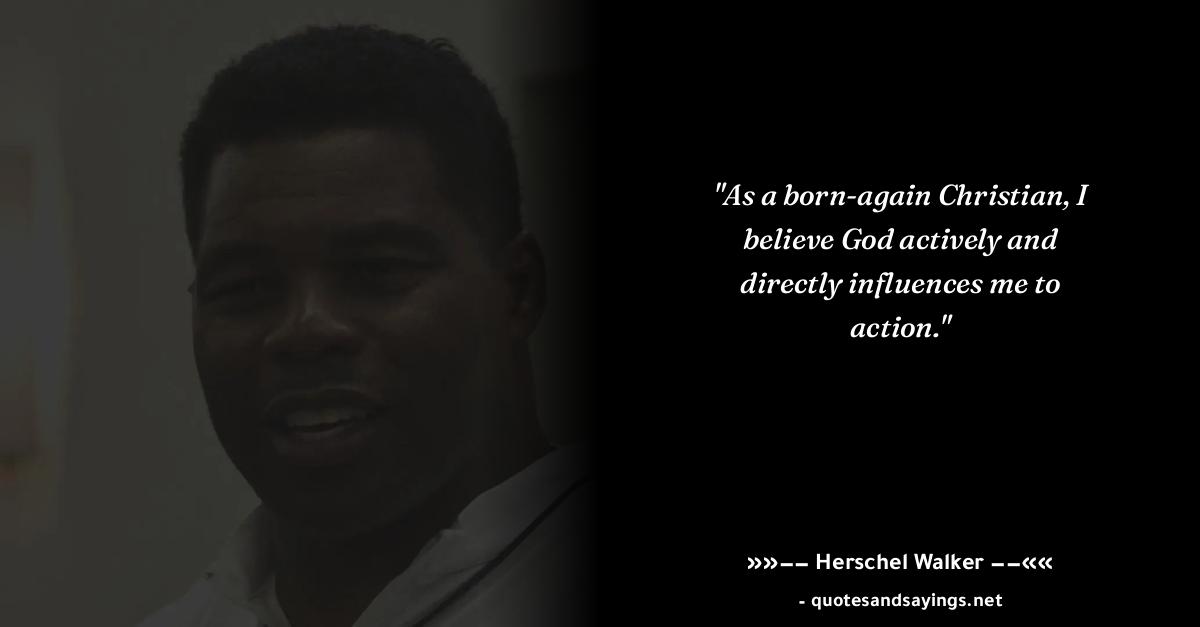 "As a born-again Christian, I
believe God actively and
directly influences me to
action."
»»–– Herschel Walker ––««
- quotesandsayings.net